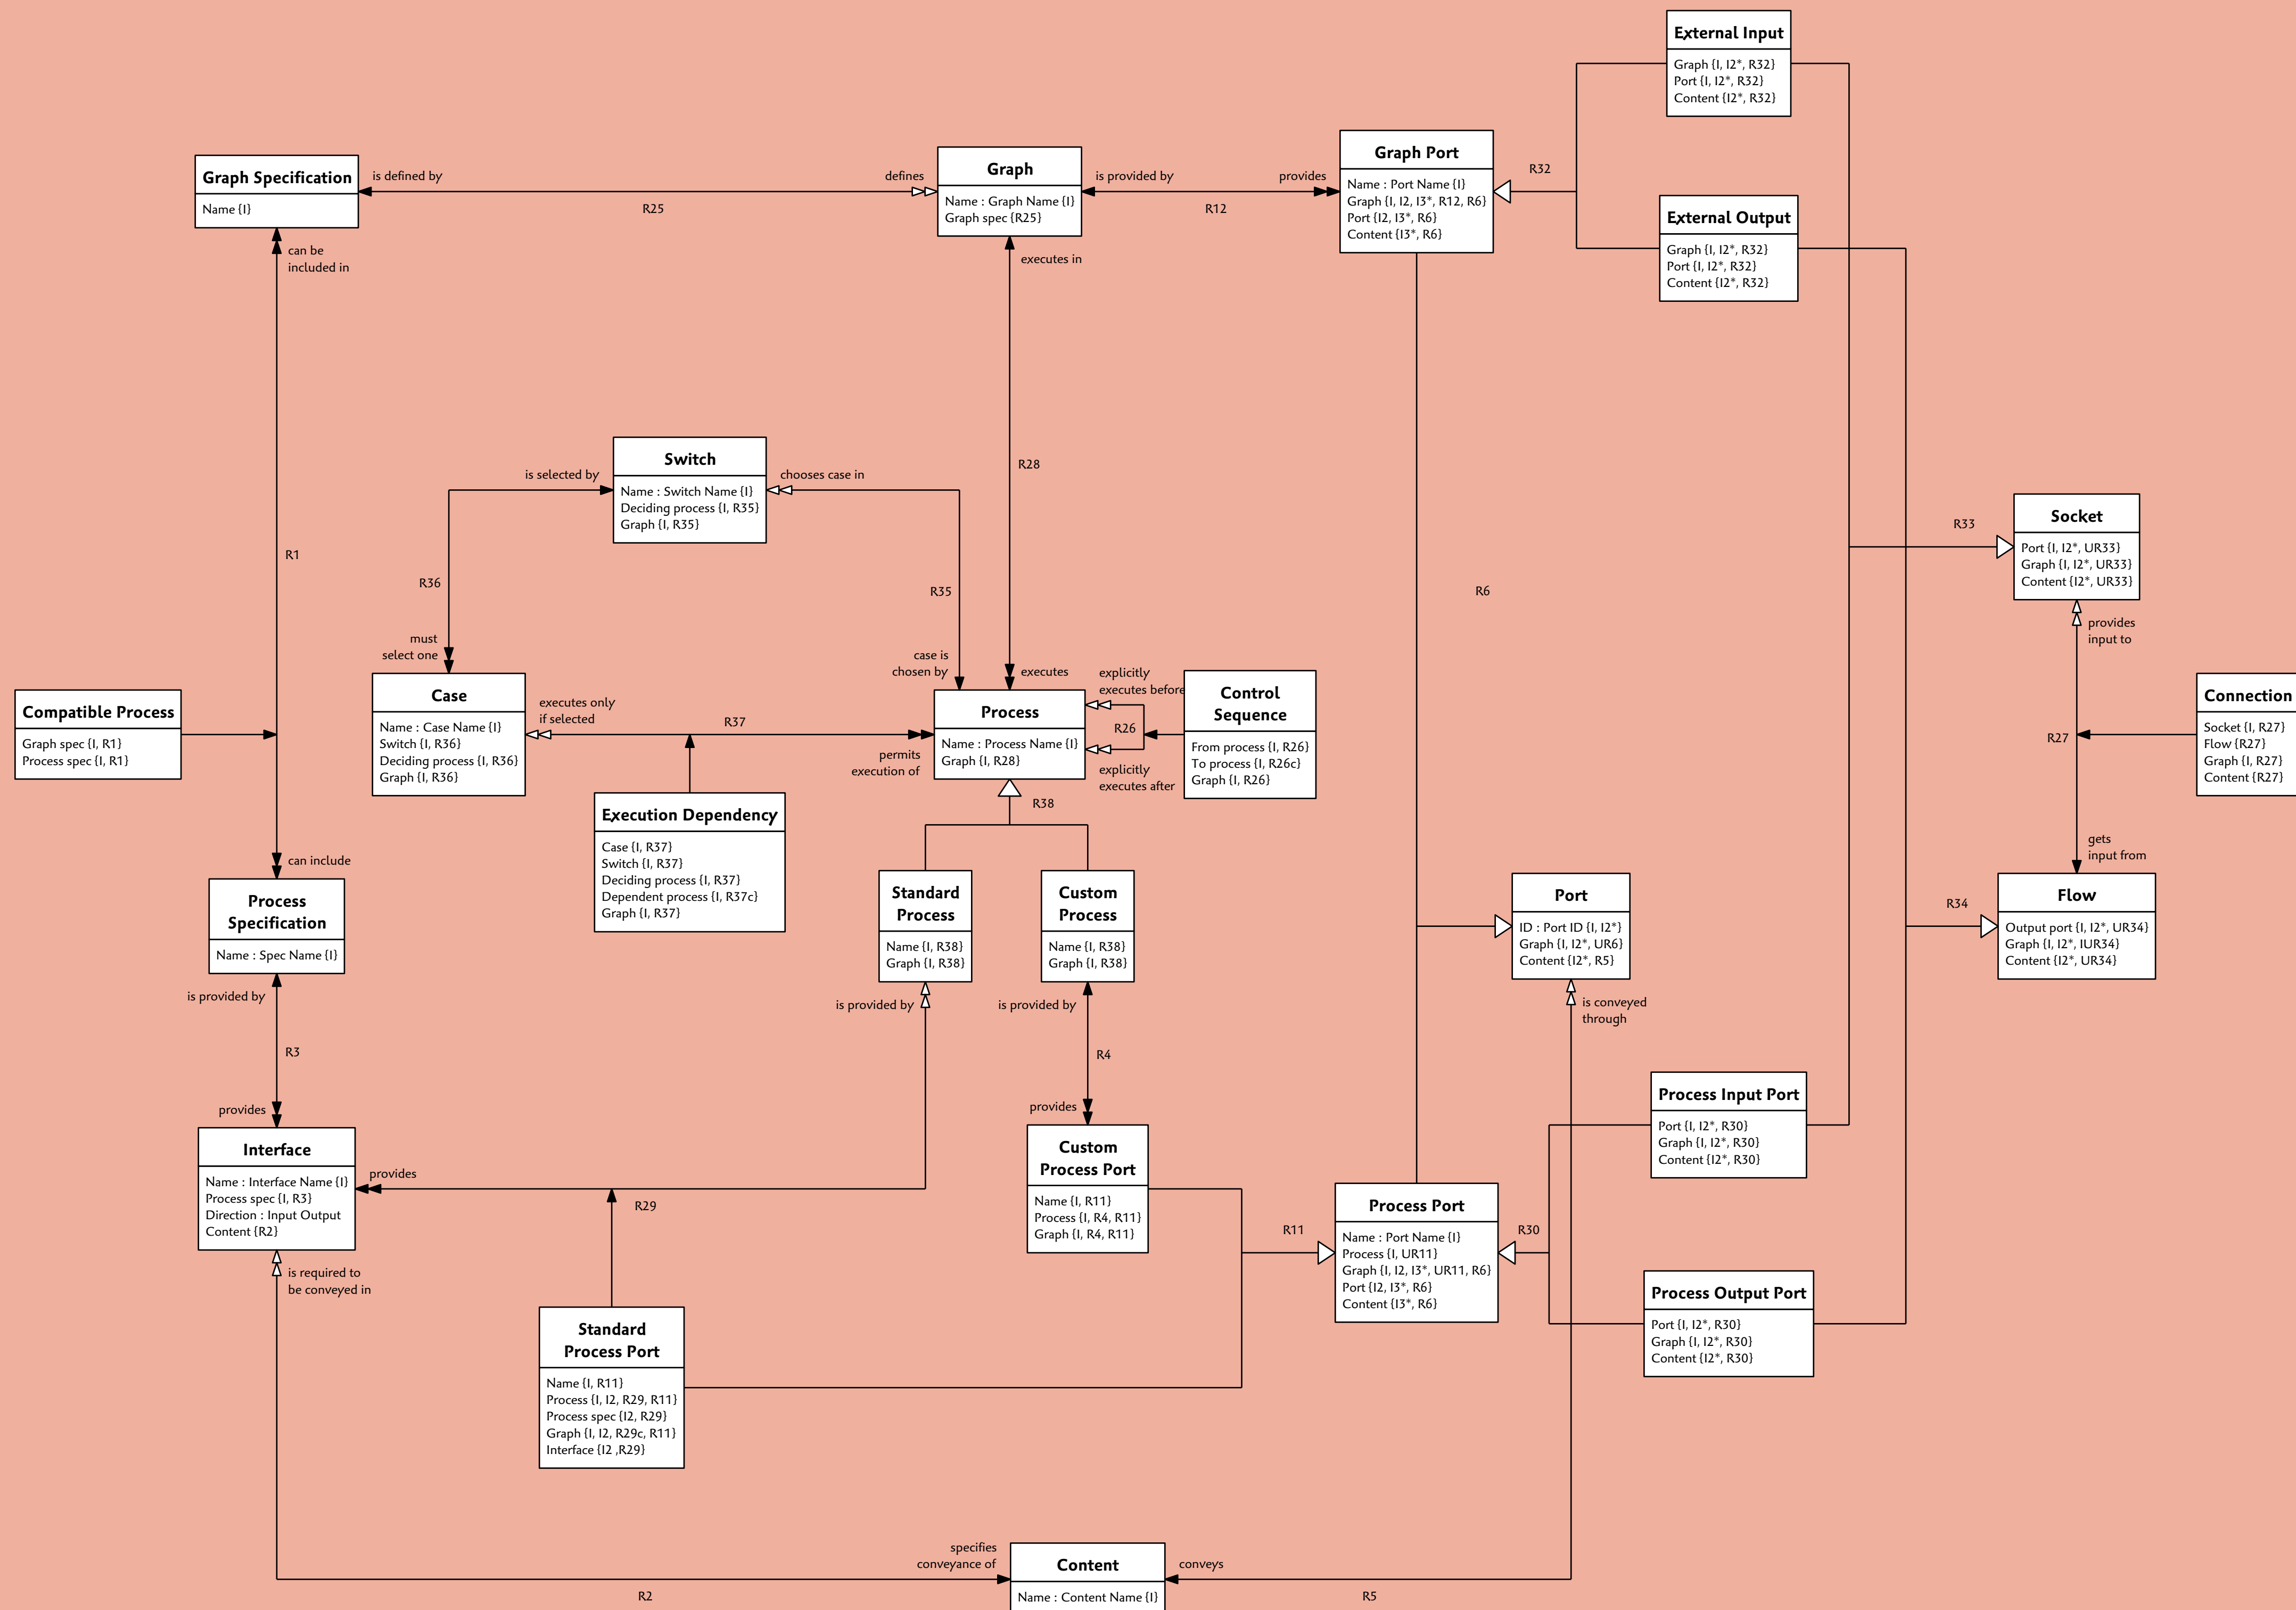 External Input
Graph {I, I2*, R32}
Port {I, I2*, R32}
Content {I2*, R32}
Graph Specification
Name {I}
is defined by
defines
R25
Graph
Name : Graph Name {I}
Graph spec {R25}
is provided by
provides
R12
Graph Port
Name : Port Name {I}
Graph {I, I2, I3*, R12, R6}
Port {I2, I3*, R6}
Content {I3*, R6}
R32
External Output
Graph {I, I2*, R32}
Port {I, I2*, R32}
Content {I2*, R32}
can be
included in
executes in
Switch
Name : Switch Name {I}
Deciding process {I, R35}
Graph {I, R35}
is selected by
chooses case in
R28
R1
R36
R35
R6
R33
Socket
Port {I, I2*, UR33}
Graph {I, I2*, UR33}
Content {I2*, UR33}
provides
input to
must
select one
case is
chosen by
executes
explicitly
executes before
Compatible Process
Graph spec {I, R1}
Process spec {I, R1}
Case
Name : Case Name {I}
Switch {I, R36}
Deciding process {I, R36}
Graph {I, R36}
executes only
if selected
R37
permits
execution of
Process
Name : Process Name {I}
Graph {I, R28}
R26
explicitly
executes after
Control
Sequence
From process {I, R26}
To process {I, R26c}
Graph {I, R26}
R27
Connection
Socket {I, R27}
Flow {R27}
Graph {I, R27}
Content {R27}
R38
Execution Dependency
Case {I, R37}
Switch {I, R37}
Deciding process {I, R37}
Dependent process {I, R37c}
Graph {I, R37}
can include
Process
Specification
Name : Spec Name {I}
Standard
Process
Name {I, R38}
Graph {I, R38}
Custom
Process
Name {I, R38}
Graph {I, R38}
Port
ID : Port ID {I, I2*}
Graph {I, I2*, UR6}
Content {I2*, R5}
gets
input from
R34
Flow
Output port {I, I2*, UR34}
Graph {I, I2*, IUR34}
Content {I2*, UR34}
is provided by
is provided by
is provided by
is conveyed
through
R3
R4
provides
provides
Interface
Name : Interface Name {I}
Process spec {I, R3}
Direction : Input Output
Content {R2}
provides
R29
Custom
Process Port
Name {I, R11}
Process {I, R4, R11}
Graph {I, R4, R11}
R11
Process Port
Name : Port Name {I}
Process {I, UR11}
Graph {I, I2, I3*, UR11, R6}
Port {I2, I3*, R6}
Content {I3*, R6}
R30
Process Input Port
Port {I, I2*, R30}
Graph {I, I2*, R30}
Content {I2*, R30}
Process Output Port
Port {I, I2*, R30}
Graph {I, I2*, R30}
Content {I2*, R30}
is required to
be conveyed in
Standard
Process Port
Name {I, R11}
Process {I, I2, R29, R11}
Process spec {I2, R29}
Graph {I, I2, R29c, R11}
Interface {I2 ,R29}
specifies
conveyance of
R2
Content
Name : Content Name {I}
conveys
R5